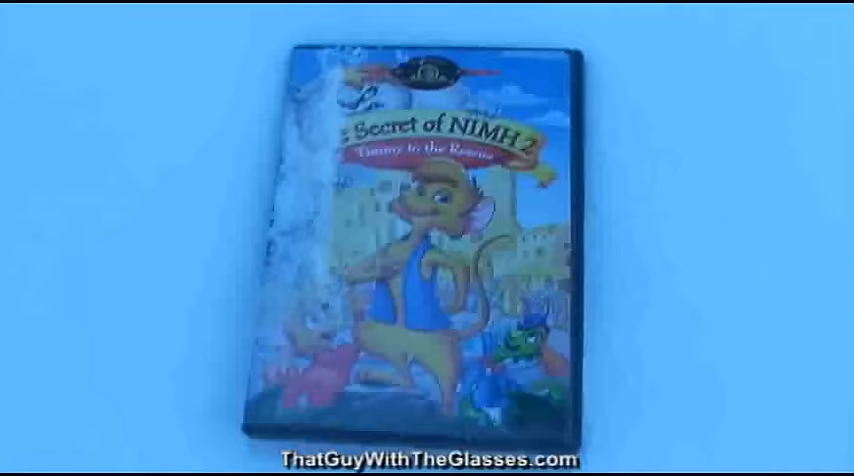 Secret of NIMH 2
Timmy to the Rescue
ThatGuyWithTheGlasses.com